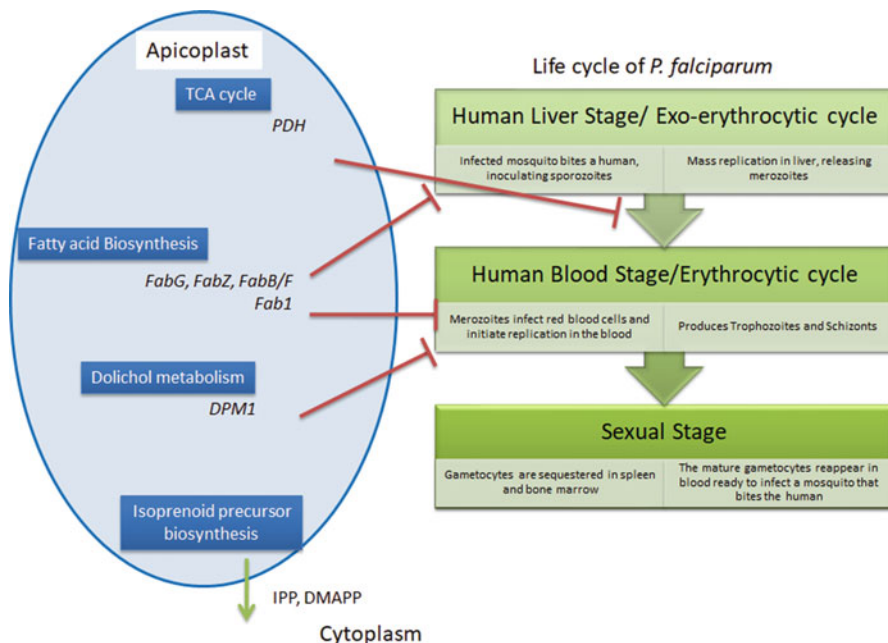 Apicoplast
TCA cycle
PDH
Fatty acid Biosynthesis
FabG, FabZ, FabB/F
Fab1
Dolichol metabolism
DPM1
Isoprenoid precursor
biosynthesis
IPP, DMAPP
Cytoplasm
Life cycle of P. falciparum
Human Liver Stage/ Exo-erythrocytic cycle
Infected mosquito bites a human,
inoculating sporozoites
Mass replication in liver, releasing
merozoites
Human Blood Stage/Erythrocytic cycle
Merozoites infect red blood cells and
initiate replication in the blood
Produces Trophozoites and Schizonts
Sexual Stage
Gametocytes are sequestered in spleen
and bone marrow
The mature gametocytes reappear in
blood ready to infect a mosquito that
bites the human